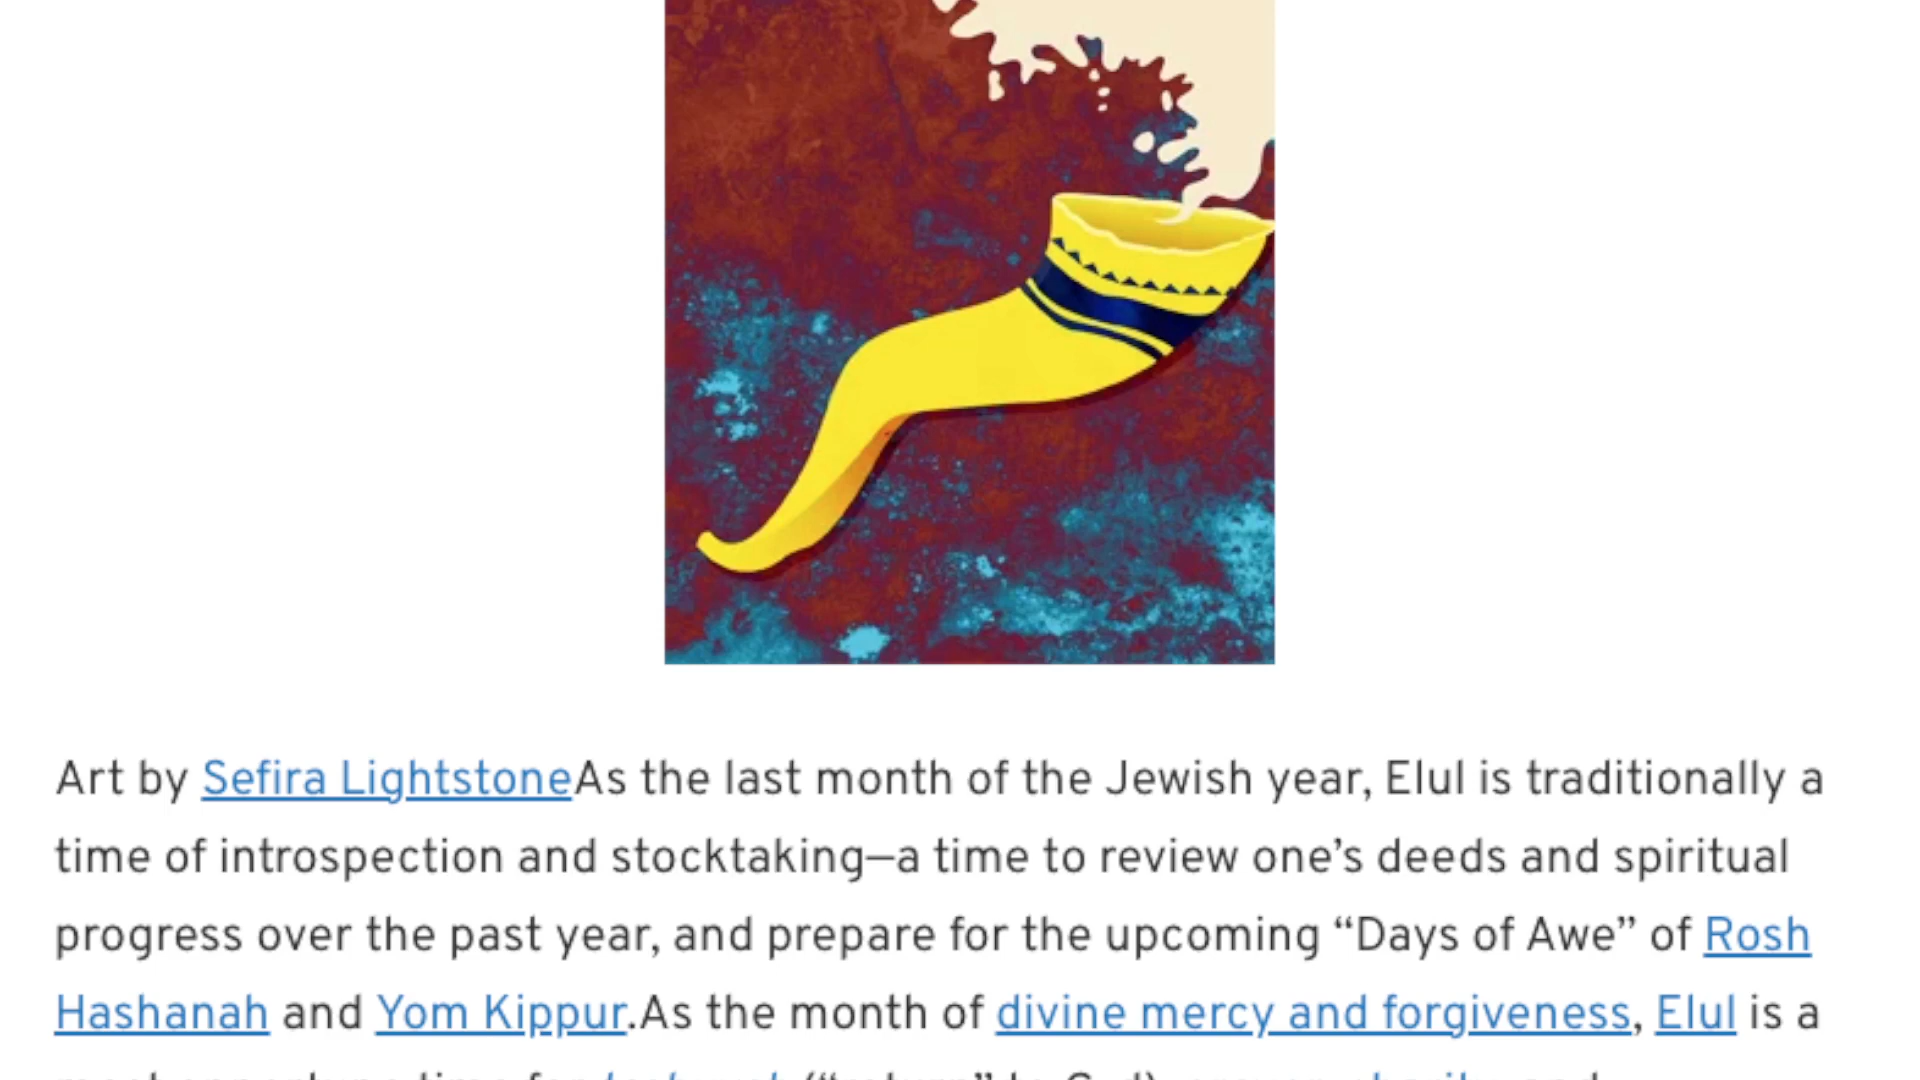 Art by Sefira LightstoneAs the last month of the Jewish year, Elul is traditionally a
time of introspection and stocktaking—a time to review one’s deeds and spiritual
progress over the past year, and prepare for the upcoming “Days of Awe” of Rosh
Hashanah and Yom Kippur.As the month of divine mercy and forgiveness, Elul is a